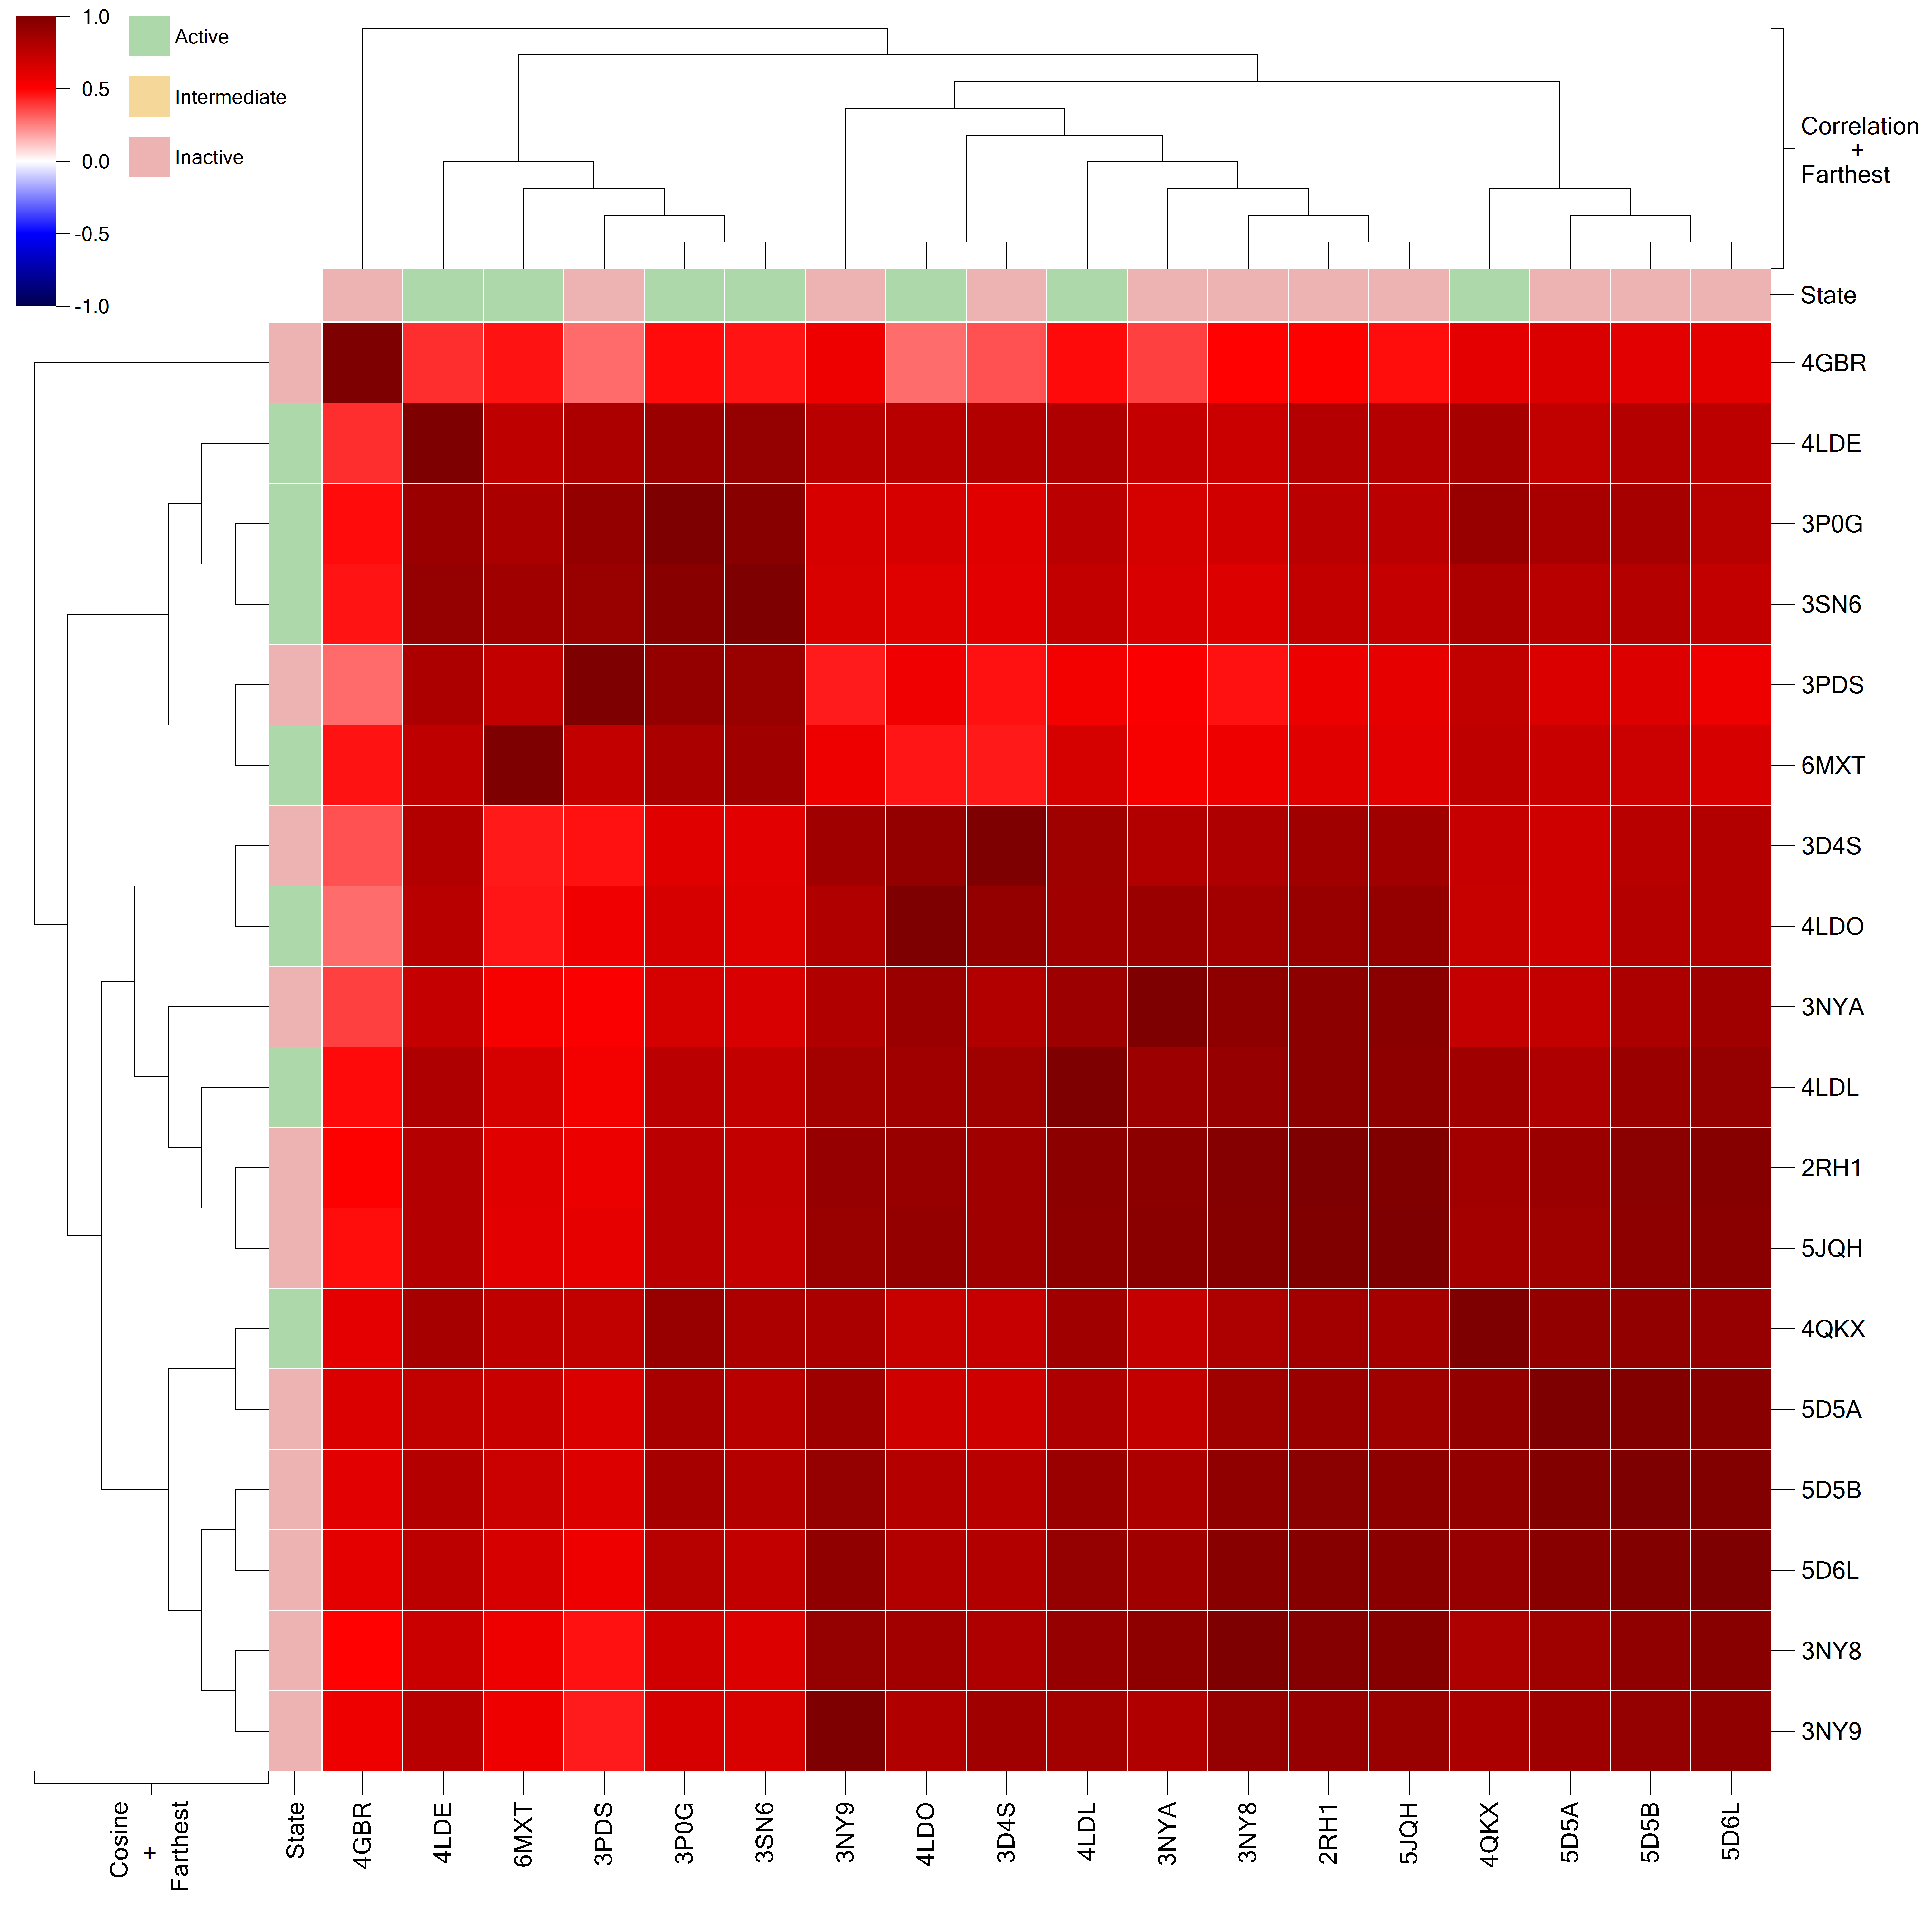 1.0
0.5
0.0
-0.5
-1.0
Active
Intermediate
Inactive
Correlation
+
Farthest
State
4GBR
4LDE
3P0G
3SN6
3PDS
6MXT
3D4S
4LDO
3NYA
4LDL
2RH1
5JQH
4QKX
5D5A
5D5B
5D6L
3NY8
3NY9
Cosine
+
Farthest
State
4GBR
4LDE
6MXT
3PDS
3P0G
3SN6
3NY9
4LDO
3D4S
4LDL
3NYA
3NY8
2RH1
5JQH
4QKX
5D5A
5D5B
5D6L